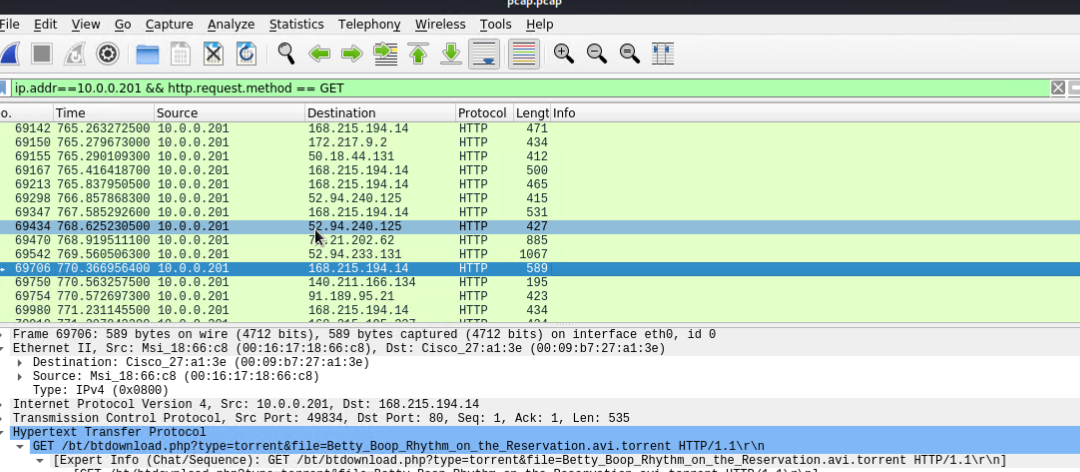 pcap.pcap
File Edit View Go Capture Analyze Statistics Telephony Wireless Tools Help
ip.addr==10.0.0.201 && http.request.method == GET
o. Time Source Destination Protocol Lengt Info
69142 765.263272500 10.0.0.201 168.215.194.14 HTTP 471
69150 765.279673000 10.0.0.201 172.217.9.2 HTTP 434
69155 765.290109300 10.0.0.201 50.18.44.131 HTTP 412
69167 765.416418700 10.0.0.201 168.215.194.14 HTTP 500
69213 765.837950500 10.0.0.201 168.215.194.14 HTTP 465
69298 766.857868300 10.0.0.201 52.94.240.125 HTTP 415
69347 767.585292600 10.0.0.201 168.215.194.14 HTTP 531
69434 768.625230500 10.0.0.201 52.94.240.125 HTTP 427
69470 768.919511100 10.0.0.201 .21.202.62 HTTP 885
69542 769.560506300 10.0.0.201 52.94.233.131 HTTP 1067
69706 770.366956400 10.0.0.201 168.215.194.14 HTTP 589
69750 770.563257500 10.0.0.201 140.211.166.134 HTTP 195
69754 770.572697300 10.0.0.201 91.189.95.21 HTTP 423
69980 771.231145500 10.0.0.201 168.215.194.14 HTTP 434
Frame 69706: 589 bytes on wire (4712 bits), 589 bytes captured (4712 bits) on interface eth0, id 0
Ethernet II, Src: Msi_18:66:c8 (00:16:17:18:66:c8), Dst: Cisco_27:a1:3e (00:09:b7:27:a1:3e)
Destination: Cisco_27:a1:3e (00:09:b7:27:a1:3e)
Source: Msi_18:66:c8 (00:16:17:18:66:c8)
Type: IPv4 (0x0800)
Internet Protocol Version 4, Src: 10.0.0.201, Dst: 168.215.194.14
Transmission Control Protocol, Src Port: 49834, Dst Port: 80, Seq: 1, Ack: 1, Len: 535
Hypertext Transfer Protocol
GET /bt/btdownload.php?type=torrent&file=Betty_Boop_Rhythm_on_the_Reservation.avi.torrent HTTP/1.1\r\n
[Expert Info (Chat/Sequence): GET /bt/btdownload.php?type=torrent&file=Betty_Boop_Rhythm_on_the_Reservation.avi.torrent HTTP/1.1\r\n]